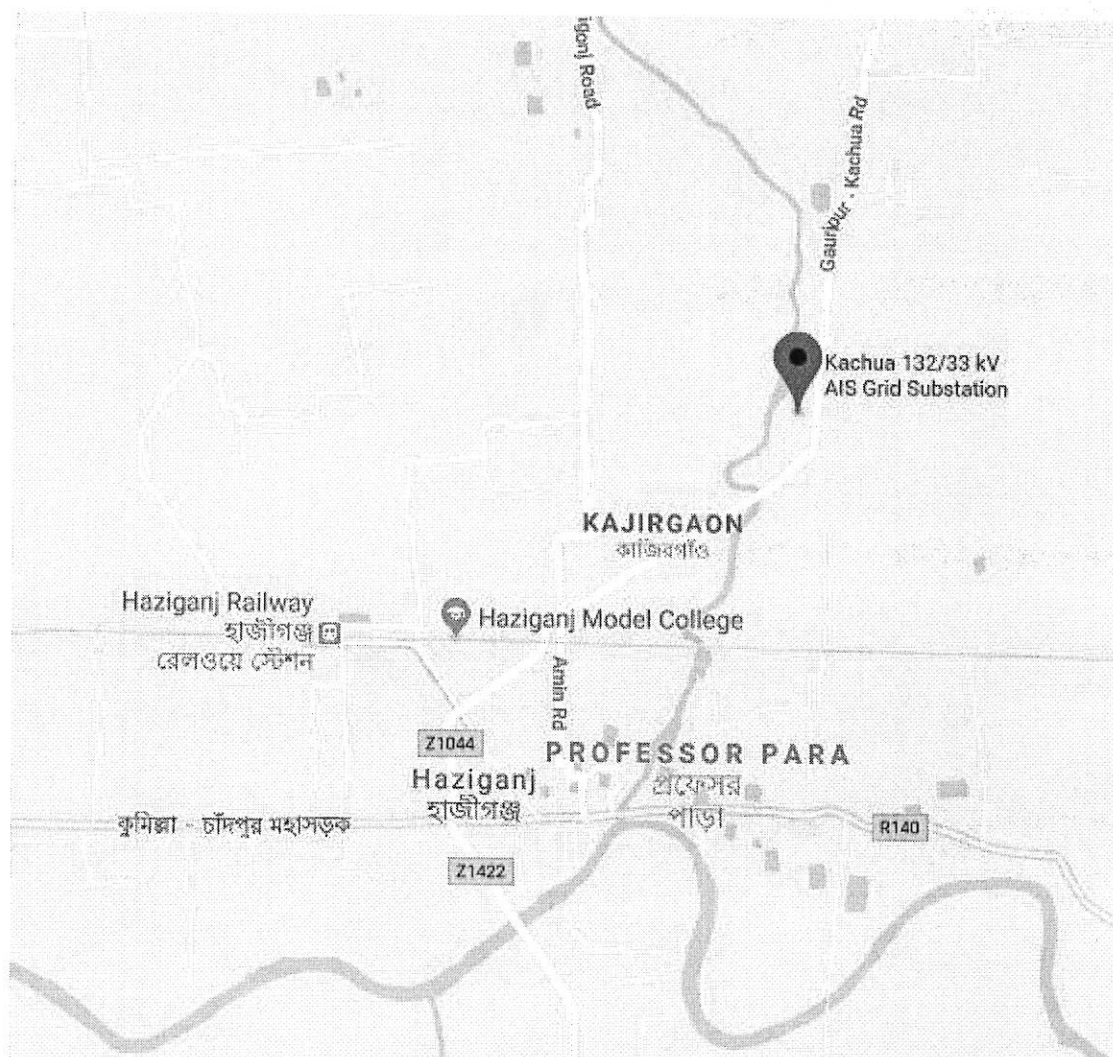 Road
Gauripur - Kachua Rd
Kachua 132/33 kV
AIS Grid Substation
KAJIRGAON
কাজিরগাঁও
Haziganj Railway
হাজীগঞ্জ
রেলওয়ে স্টেশন
Haziganj Model College
Amin Rd
Z1044
PROFESSOR PARA
প্রফেসর
পাড়া
Haziganj
হাজীগঞ্জ
কুমিল্লা - চাঁদপুর মহাসড়ক
R140
Z1422